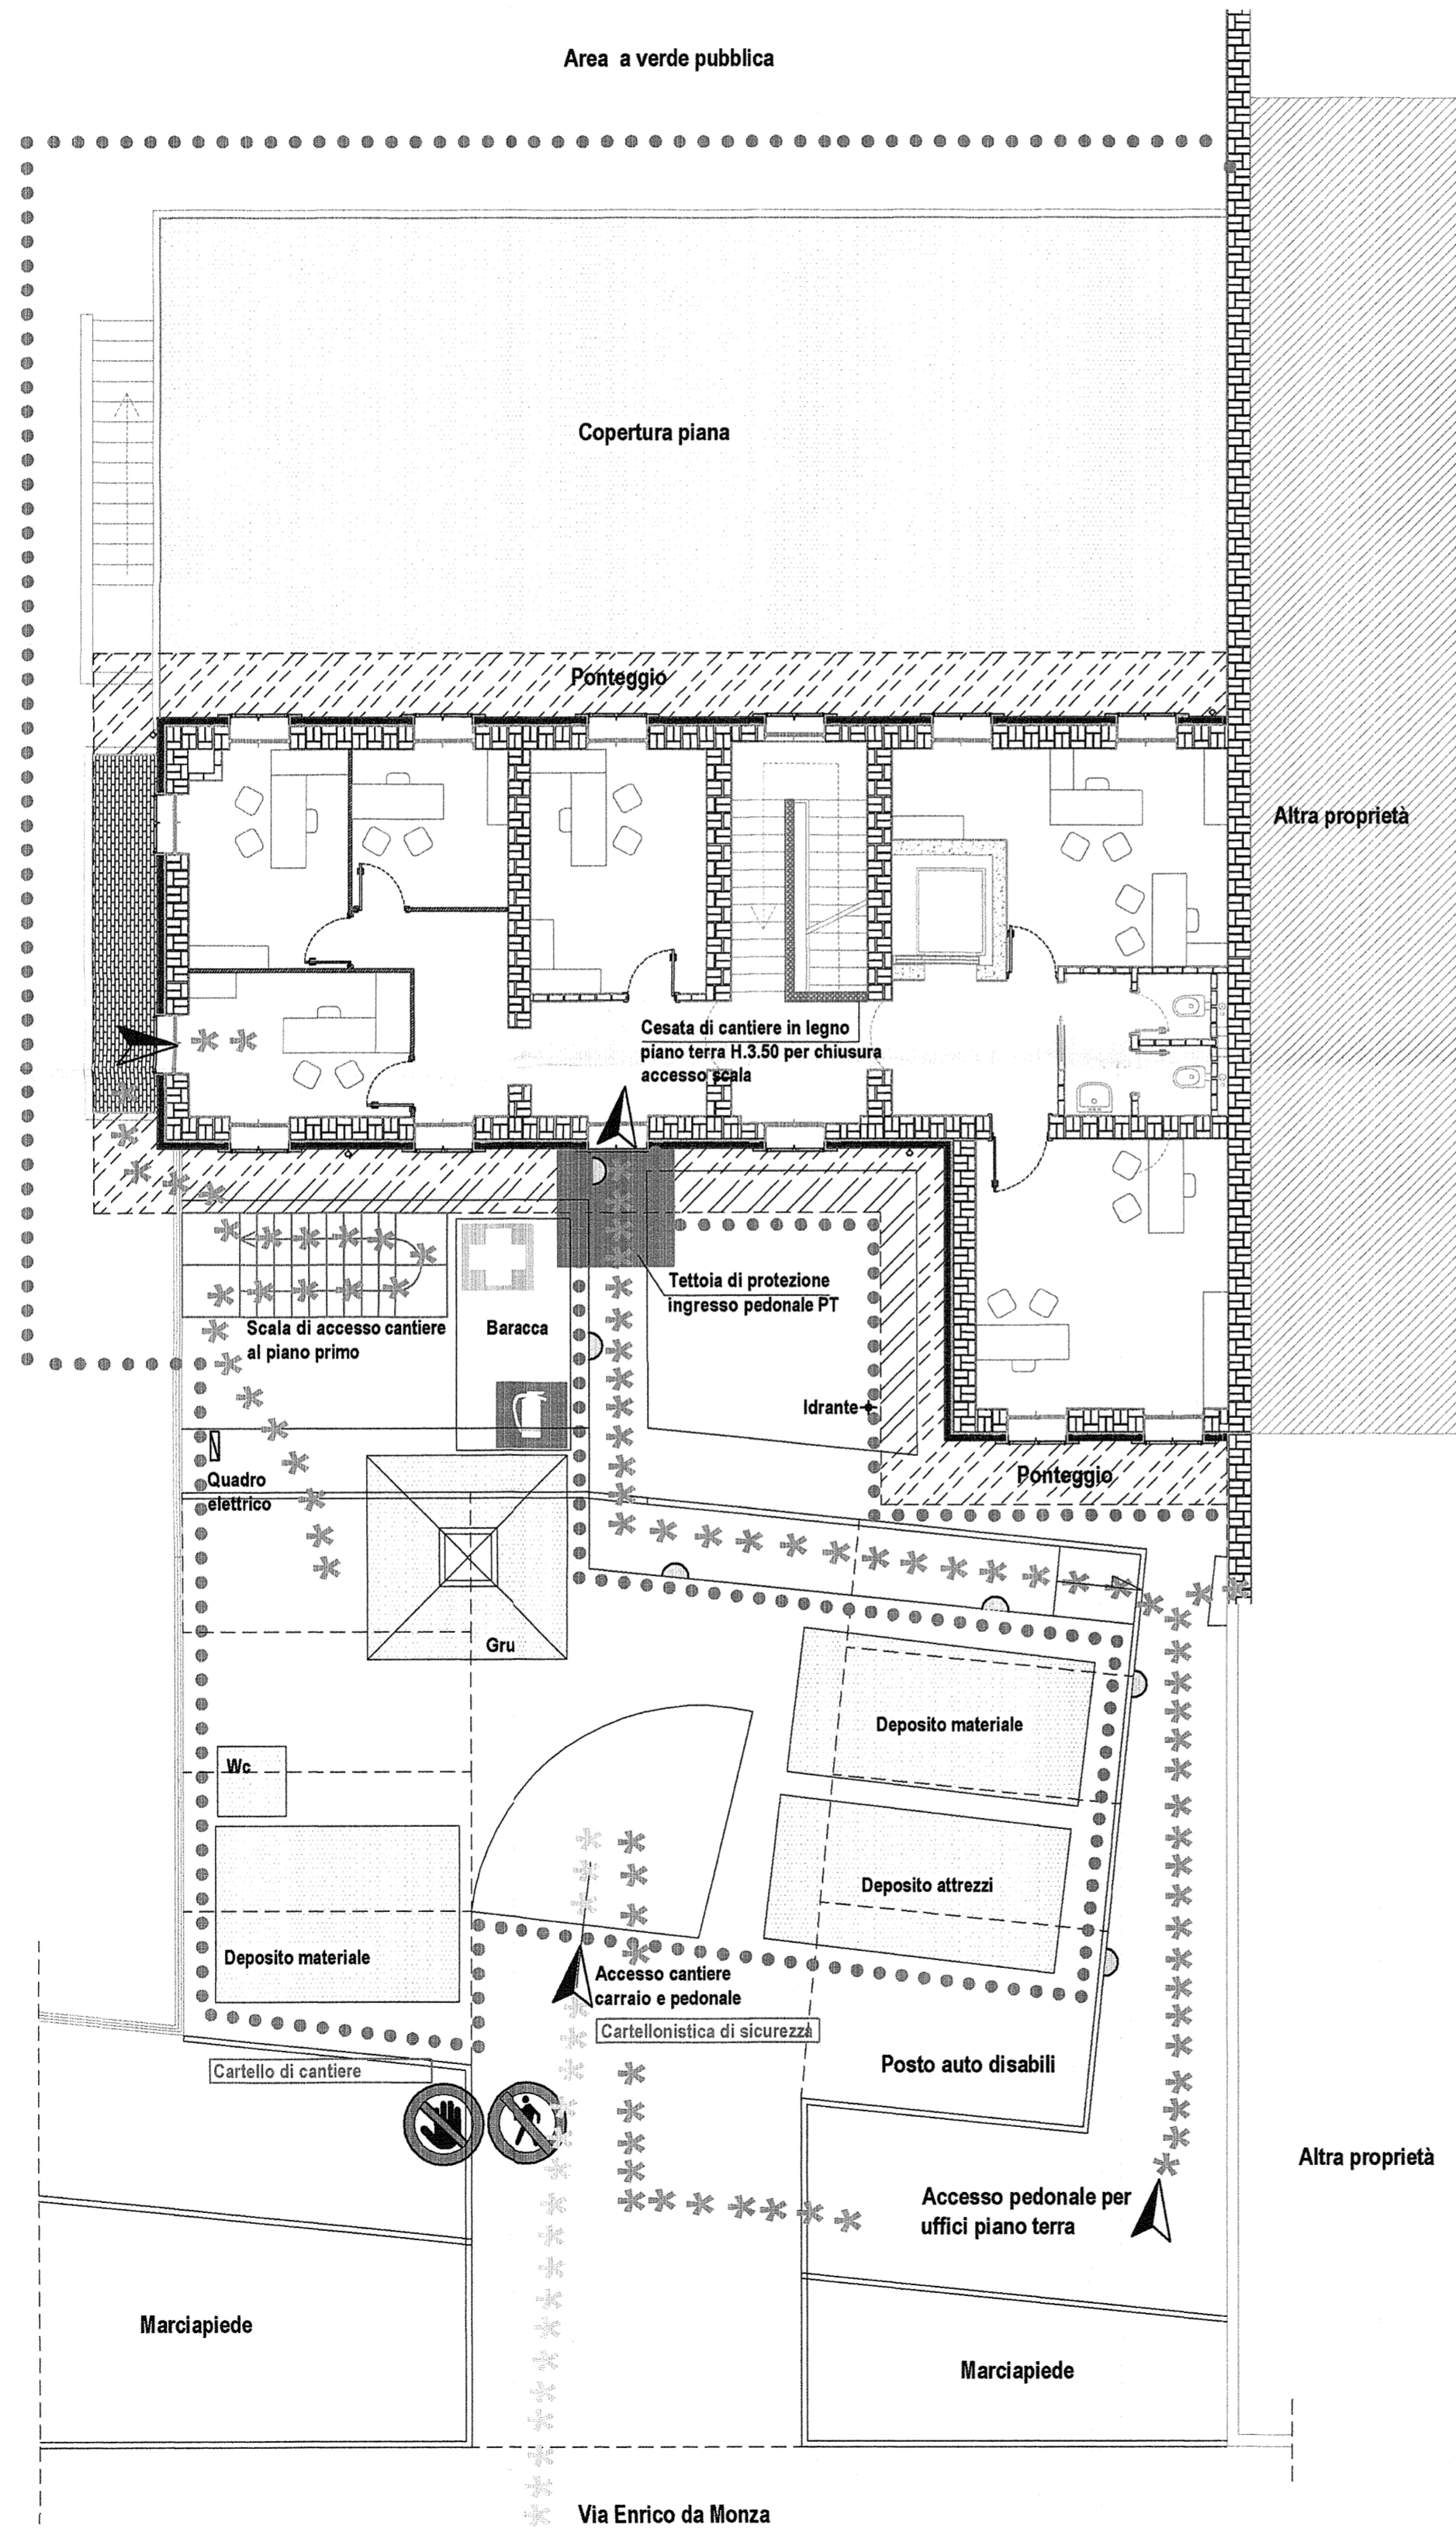 Area a verde pubblica
Copertura piana
Ponteggio
Altra proprietà
Cesata di cantiere in legno
piano terra H.3.50 per chiusura
accesso scala
Tettoia di protezione
ingresso pedonale PT
Scala di accesso cantiere
al piano primo
Baracca
Idrante
Quadro
elettrico
Ponteggio
Gru
Deposito materiale
Wc
Deposito attrezzi
Deposito materiale
Accesso cantiere
carraio e pedonale
Cartellonistica di sicurezza
Cartello di cantiere
Posto auto disabili
Altra proprietà
Accesso pedonale per
uffici piano terra
Marciapiede
Marciapiede
Via Enrico da Monza